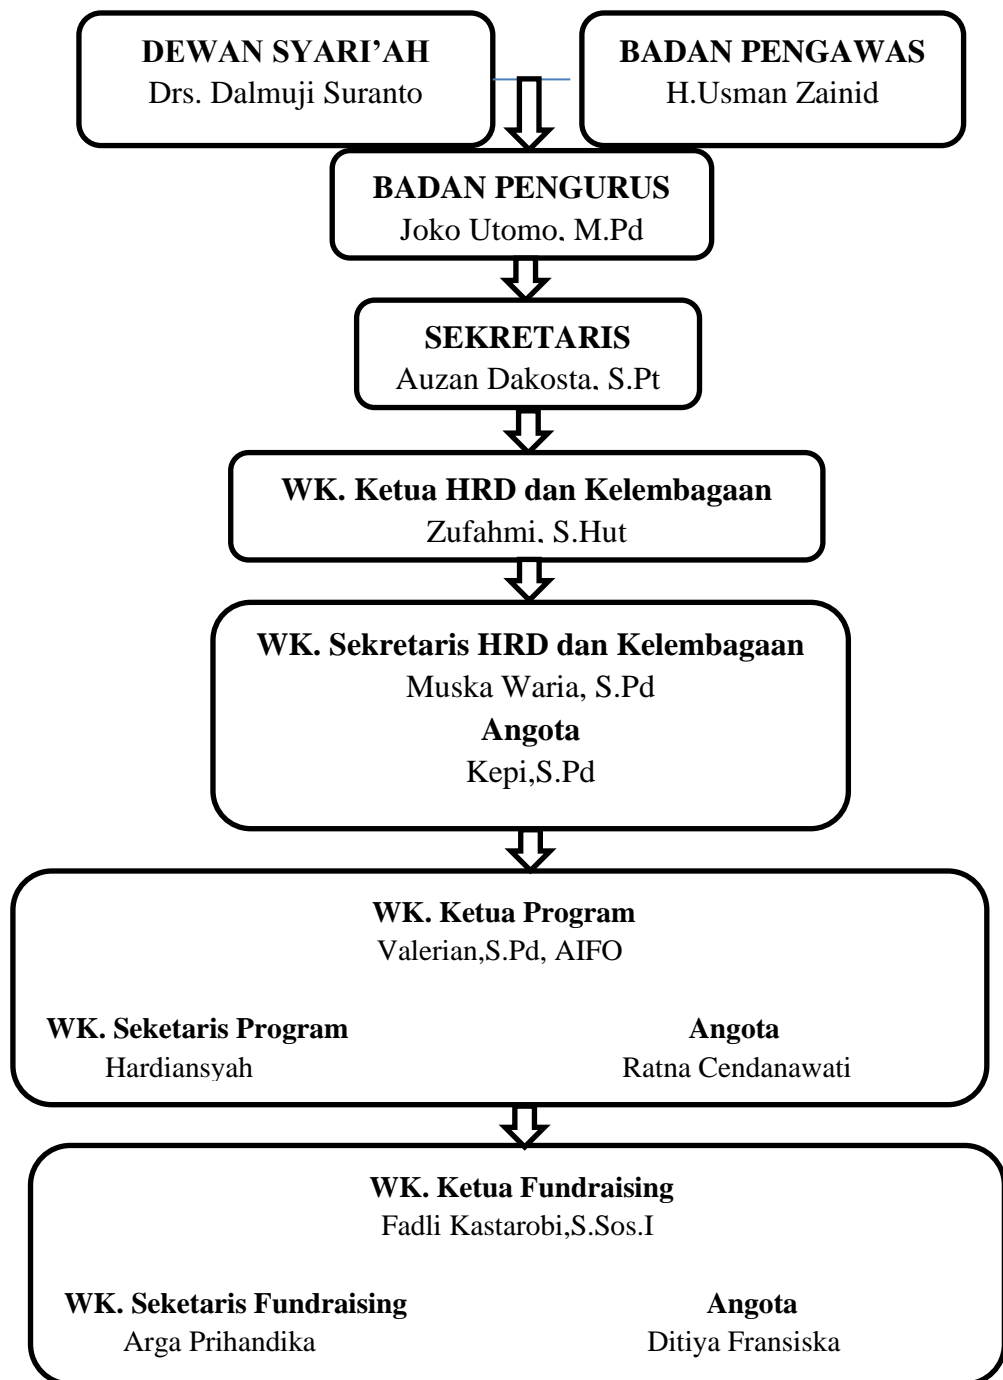 DEWAN SYARI’AH
Drs. Dalmuji Suranto
BADAN PENGAWAS
H.Usman Zainid
BADAN PENGURUS
Joko Utomo, M.Pd
SEKRETARIS
Auzan Dakosta, S.Pt
WK. Ketua HRD dan Kelembagaan
Zufahmi, S.Hut
WK. Sekretaris HRD dan Kelembagaan
Muska Waria, S.Pd
Angota
Kepi,S.Pd
WK. Ketua Program
Valerian,S.Pd, AIFO
WK. Seketaris Program
Hardiansyah
Angota
Ratna Cendanawati
WK. Ketua Fundraising
Fadli Kastarobi,S.Sos.I
WK. Seketaris Fundraising
Arga Prihandika
Angota
Ditiya Fransiska